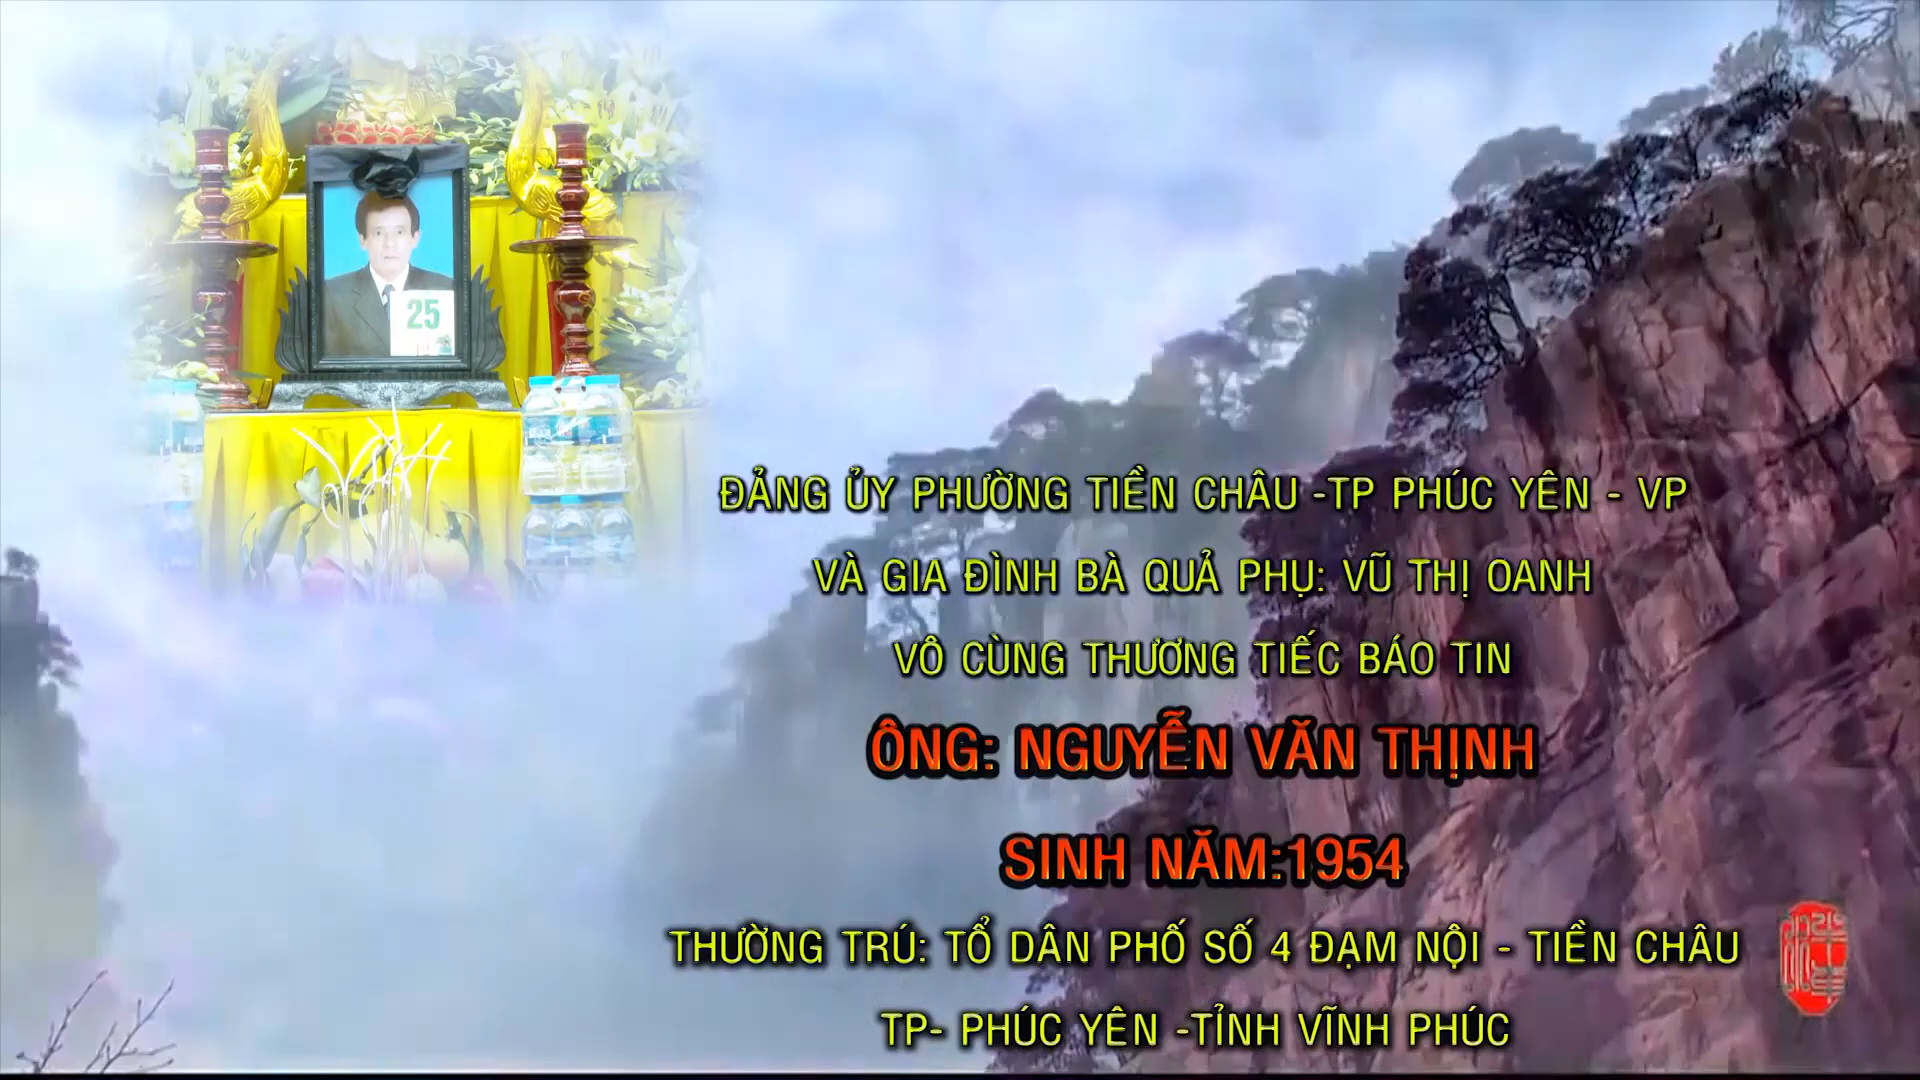 25
12
ĐẢNG ỦY PHƯỜNG TIỀN CHÂU -TP PHÚC YÊN - VP
VÀ GIA ĐÌNH BÀ QUẢ PHỤ: VŨ THỊ OANH
VÔ CÙNG THƯƠNG TIẾC BÁO TIN
ÔNG: NGUYỄN VĂN THỊNH
SINH NĂM:1954
THƯỜNG TRÚ: TỔ DÂN PHỐ SỐ 4 ĐẠM NỘI - TIỀN CHÂU
TP- PHÚC YÊN -TỈNH VĨNH PHÚC